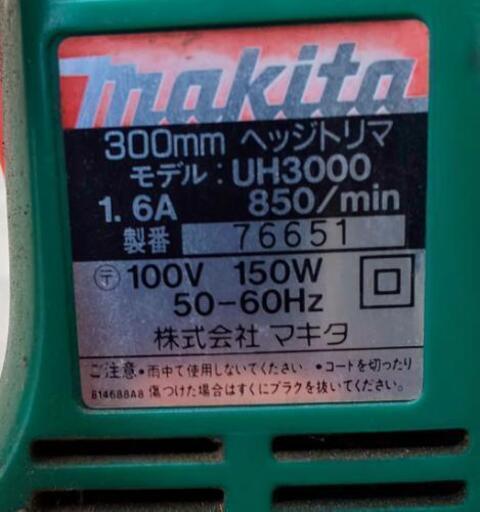 makita
300mm ヘッジトリマ
モデル: UH3000
1.6A 850/min
製番 76651
〒 100V 150W
50-60Hz
株式会社 マキタ
ご注意・雨中で使用しないでください ・コートを切ったり
814688A8 傷つけた場合はすぐにプラクを抜いてください。